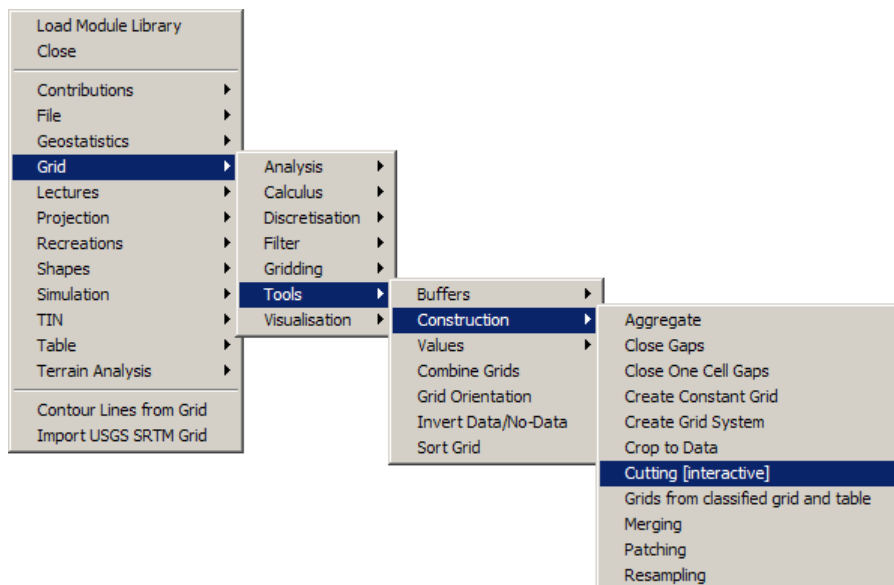 Load Module Library
Close
Contributions
File
Geostatistics
Grid
Lectures
Projection
Recreations
Shapes
Simulation
TIN
Table
Terrain Analysis
Contour Lines from Grid
Import USGS SRTM Grid
Analysis
Calculus
Discretisation
Filter
Gridding
Tools
Visualisation
Buffers
Construction
Values
Combine Grids
Grid Orientation
Invert Data/No-Data
Sort Grid
Aggregate
Close Gaps
Close One Cell Gaps
Create Constant Grid
Create Grid System
Crop to Data
Cutting [interactive]
Grids from classified grid and table
Merging
Patching
Resampling